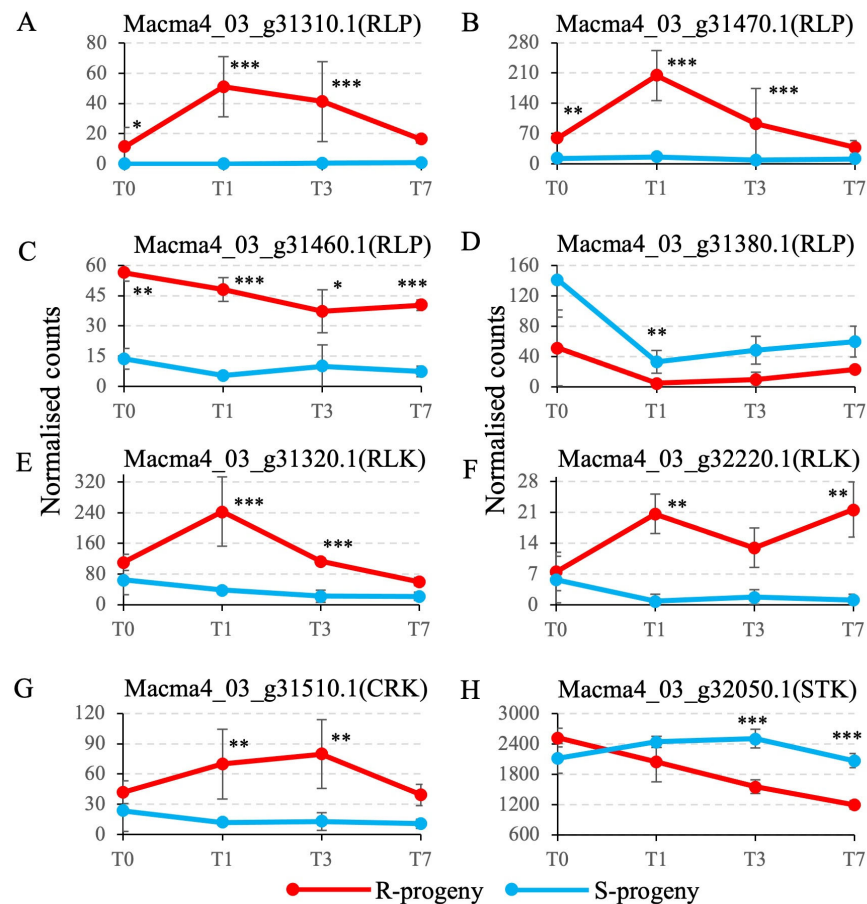 A Macma4_03_g31310.1(RLP)
80
60
40
20
0
* *** ***
T0 T1 T3 T7
B Macma4_03_g31470.1(RLP)
280
210
140
70
0
** *** ***
T0 T1 T3 T7
C Macma4_03_g31460.1(RLP)
60
45
30
15
0
** *** * ***
T0 T1 T3 T7
D Macma4_03_g31380.1(RLP)
160
120
80
40
0
**
T0 T1 T3 T7
Normalised counts
Normalised counts
E Macma4_03_g31320.1(RLK)
320
240
160
80
0
*** ***
T0 T1 T3 T7
F Macma4_03_g32220.1(RLK)
28
21
14
7
0
** **
T0 T1 T3 T7
G Macma4_03_g31510.1(CRK)
120
90
60
30
0
** **
T0 T1 T3 T7
H Macma4_03_g32050.1(STK)
3000
2400
1800
1200
600
*** ***
T0 T1 T3 T7
R-progeny S-progeny